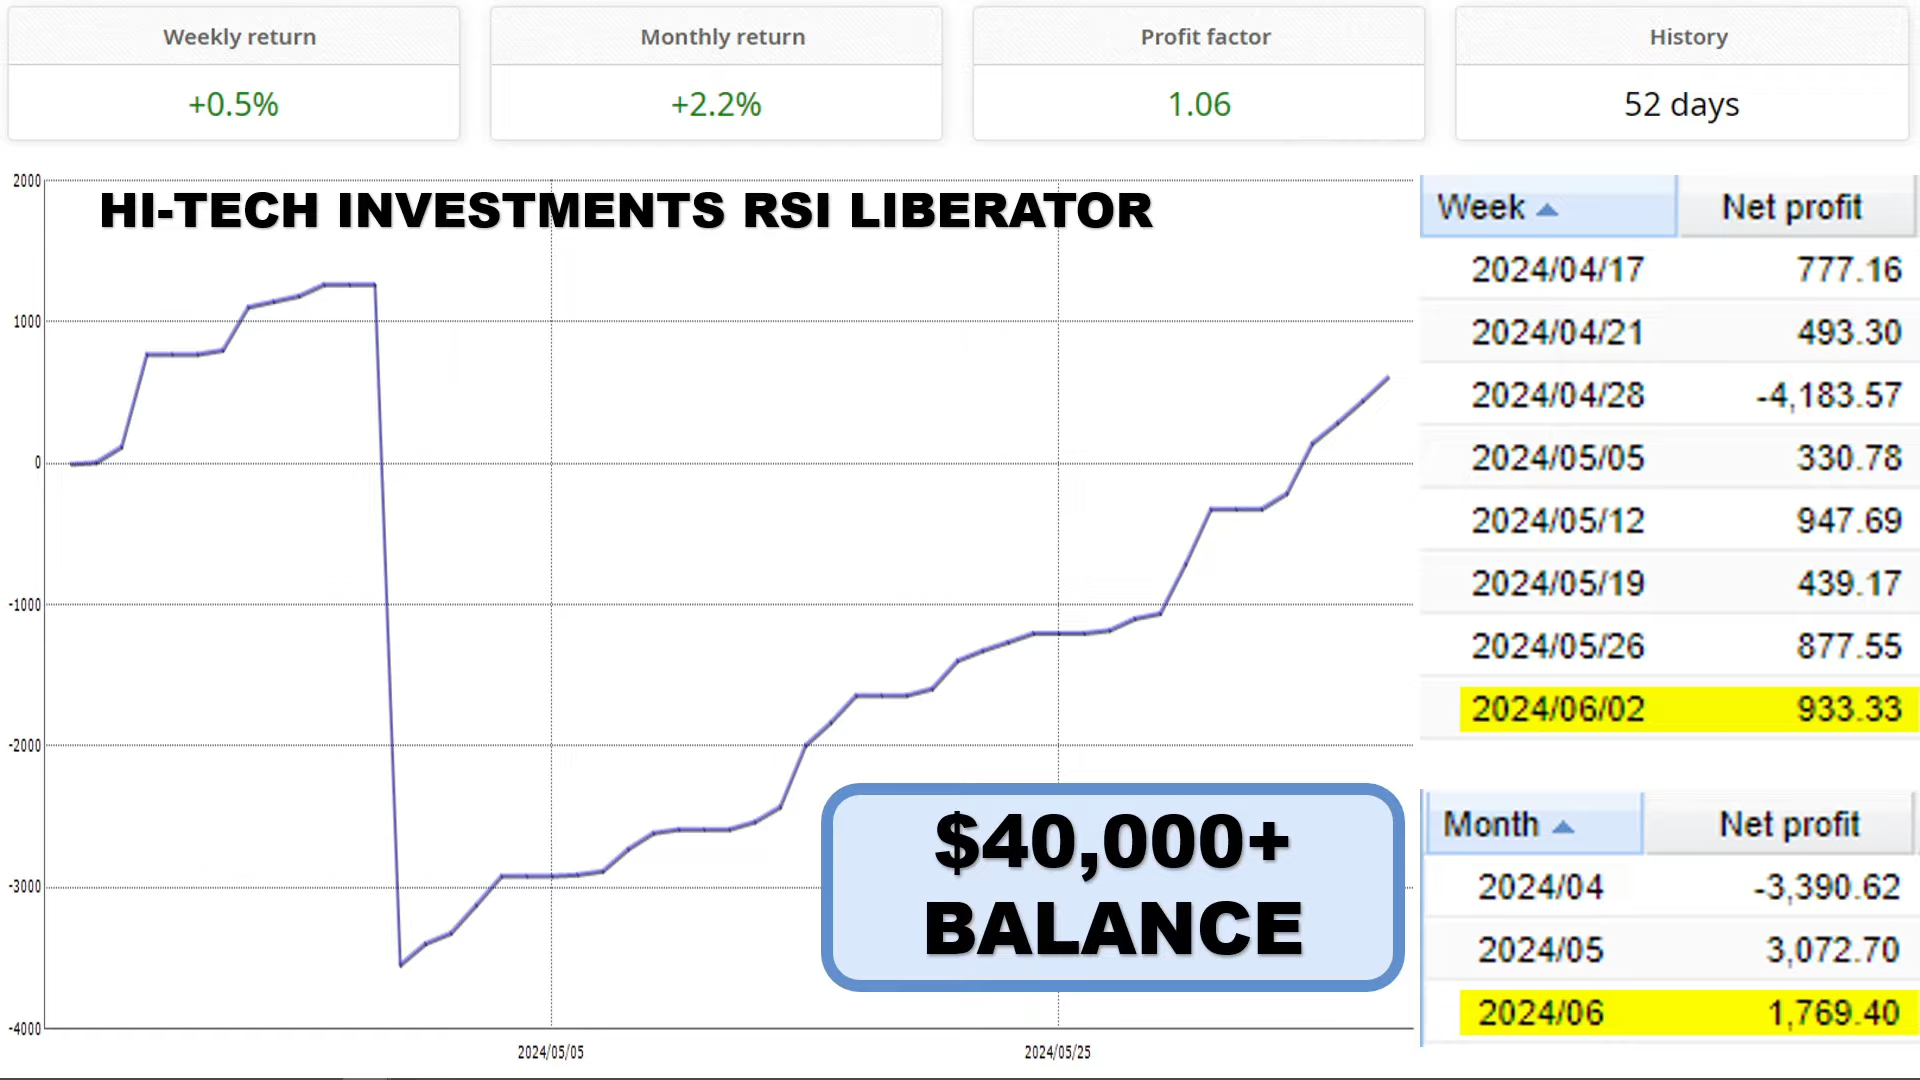 Weekly return
+0.5%
Monthly return
+2.2%
Profit factor
1.06
History
52 days
HI-TECH INVESTMENTS RSI LIBERATOR
2000
1000
0
-1000
-2000
-3000
-4000
2024/05/05
2024/05/25
$40,000+
BALANCE
Week Net profit
2024/04/17 777.16
2024/04/21 493.30
2024/04/28 -4,183.57
2024/05/05 330.78
2024/05/12 947.69
2024/05/19 439.17
2024/05/26 877.55
2024/06/02 933.33
Month Net profit
2024/04 -3,390.62
2024/05 3,072.70
2024/06 1,769.40